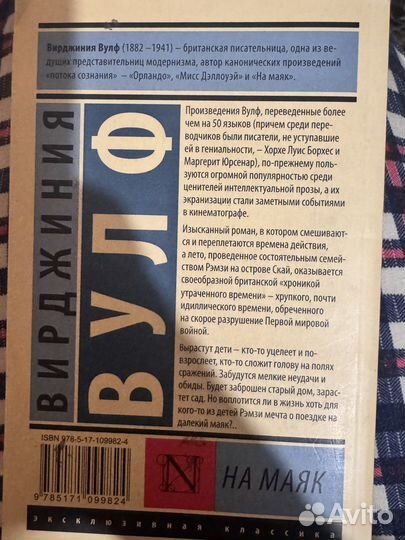 Вирджиния Вулф (1882 – 1941) – британская писательница, одна из ве-
дущих представительниц модернизма, автор канонических произведений
"потока сознания" – «Орландо», «Мисс Дэллоуэй» и «На маяк».
ВИРДЖИНИЯ
ВУЛФ
Произведения Вулф, переведенные более
чем на 50 языков (причем среди пере-
водчиков были писатели, не уступавшие
ей в гениальности, – Хорхе Луис Борхес и
Маргерит Юрсенар), по-прежнему поль-
зуются огромной популярностью среди
ценителей интеллектуальной прозы, а их
экранизации стали заметными событиями
в кинематографе.
Изысканный роман, в котором смешивают-
ся и переплетаются времена действия,
а лето, проведенное состоятельным семей-
ством Рэмзи на острове Скай, оказывается
своеобразной британской «хроникой
утраченного времени» – хрупкого, почти
идиллического времени, обреченного
на скорое разрушение Первой мировой
войной.
Вырастут дети – кто-то уцелеет и по-
взрослеет, кто-то сложит голову на полях
сражений. Забудутся мелкие неудачи и
обиды. Будет заброшен старый дом, зарас-
тет сад. Но воплотится ли в жизнь хоть для
кого-то из детей Рэмзи мечта о поездке на
далекий маяк?..
ISBN 978-5-17-109982-4
9 785171 099824
N
НА МАЯК
эксклюзивная классика
Avito